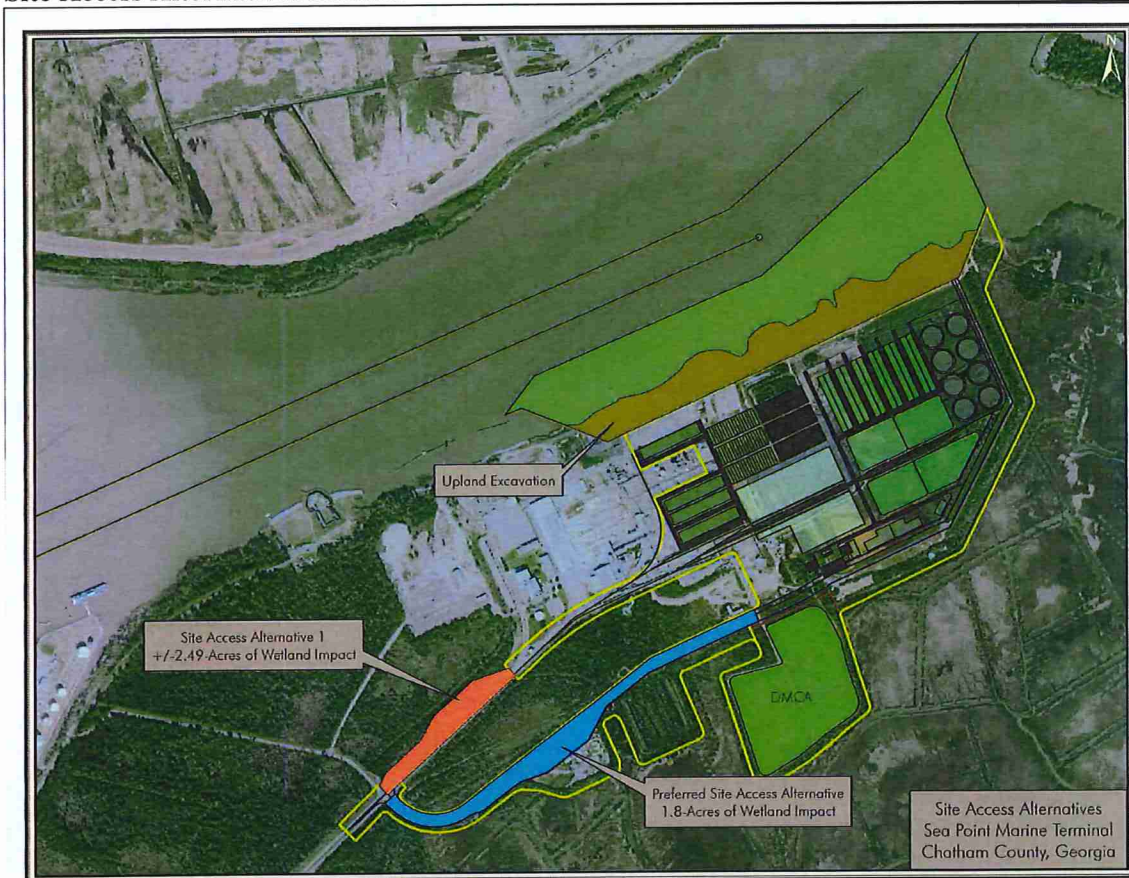 N
Upland Excavation
Site Access Alternative 1
+/-2.49-Acres of Wetland Impact
DMCA
Preferred Site Access Alternative
1.8-Acres of Wetland Impact
Site Access Alternatives
Sea Point Marine Terminal
Chatham County, Georgia